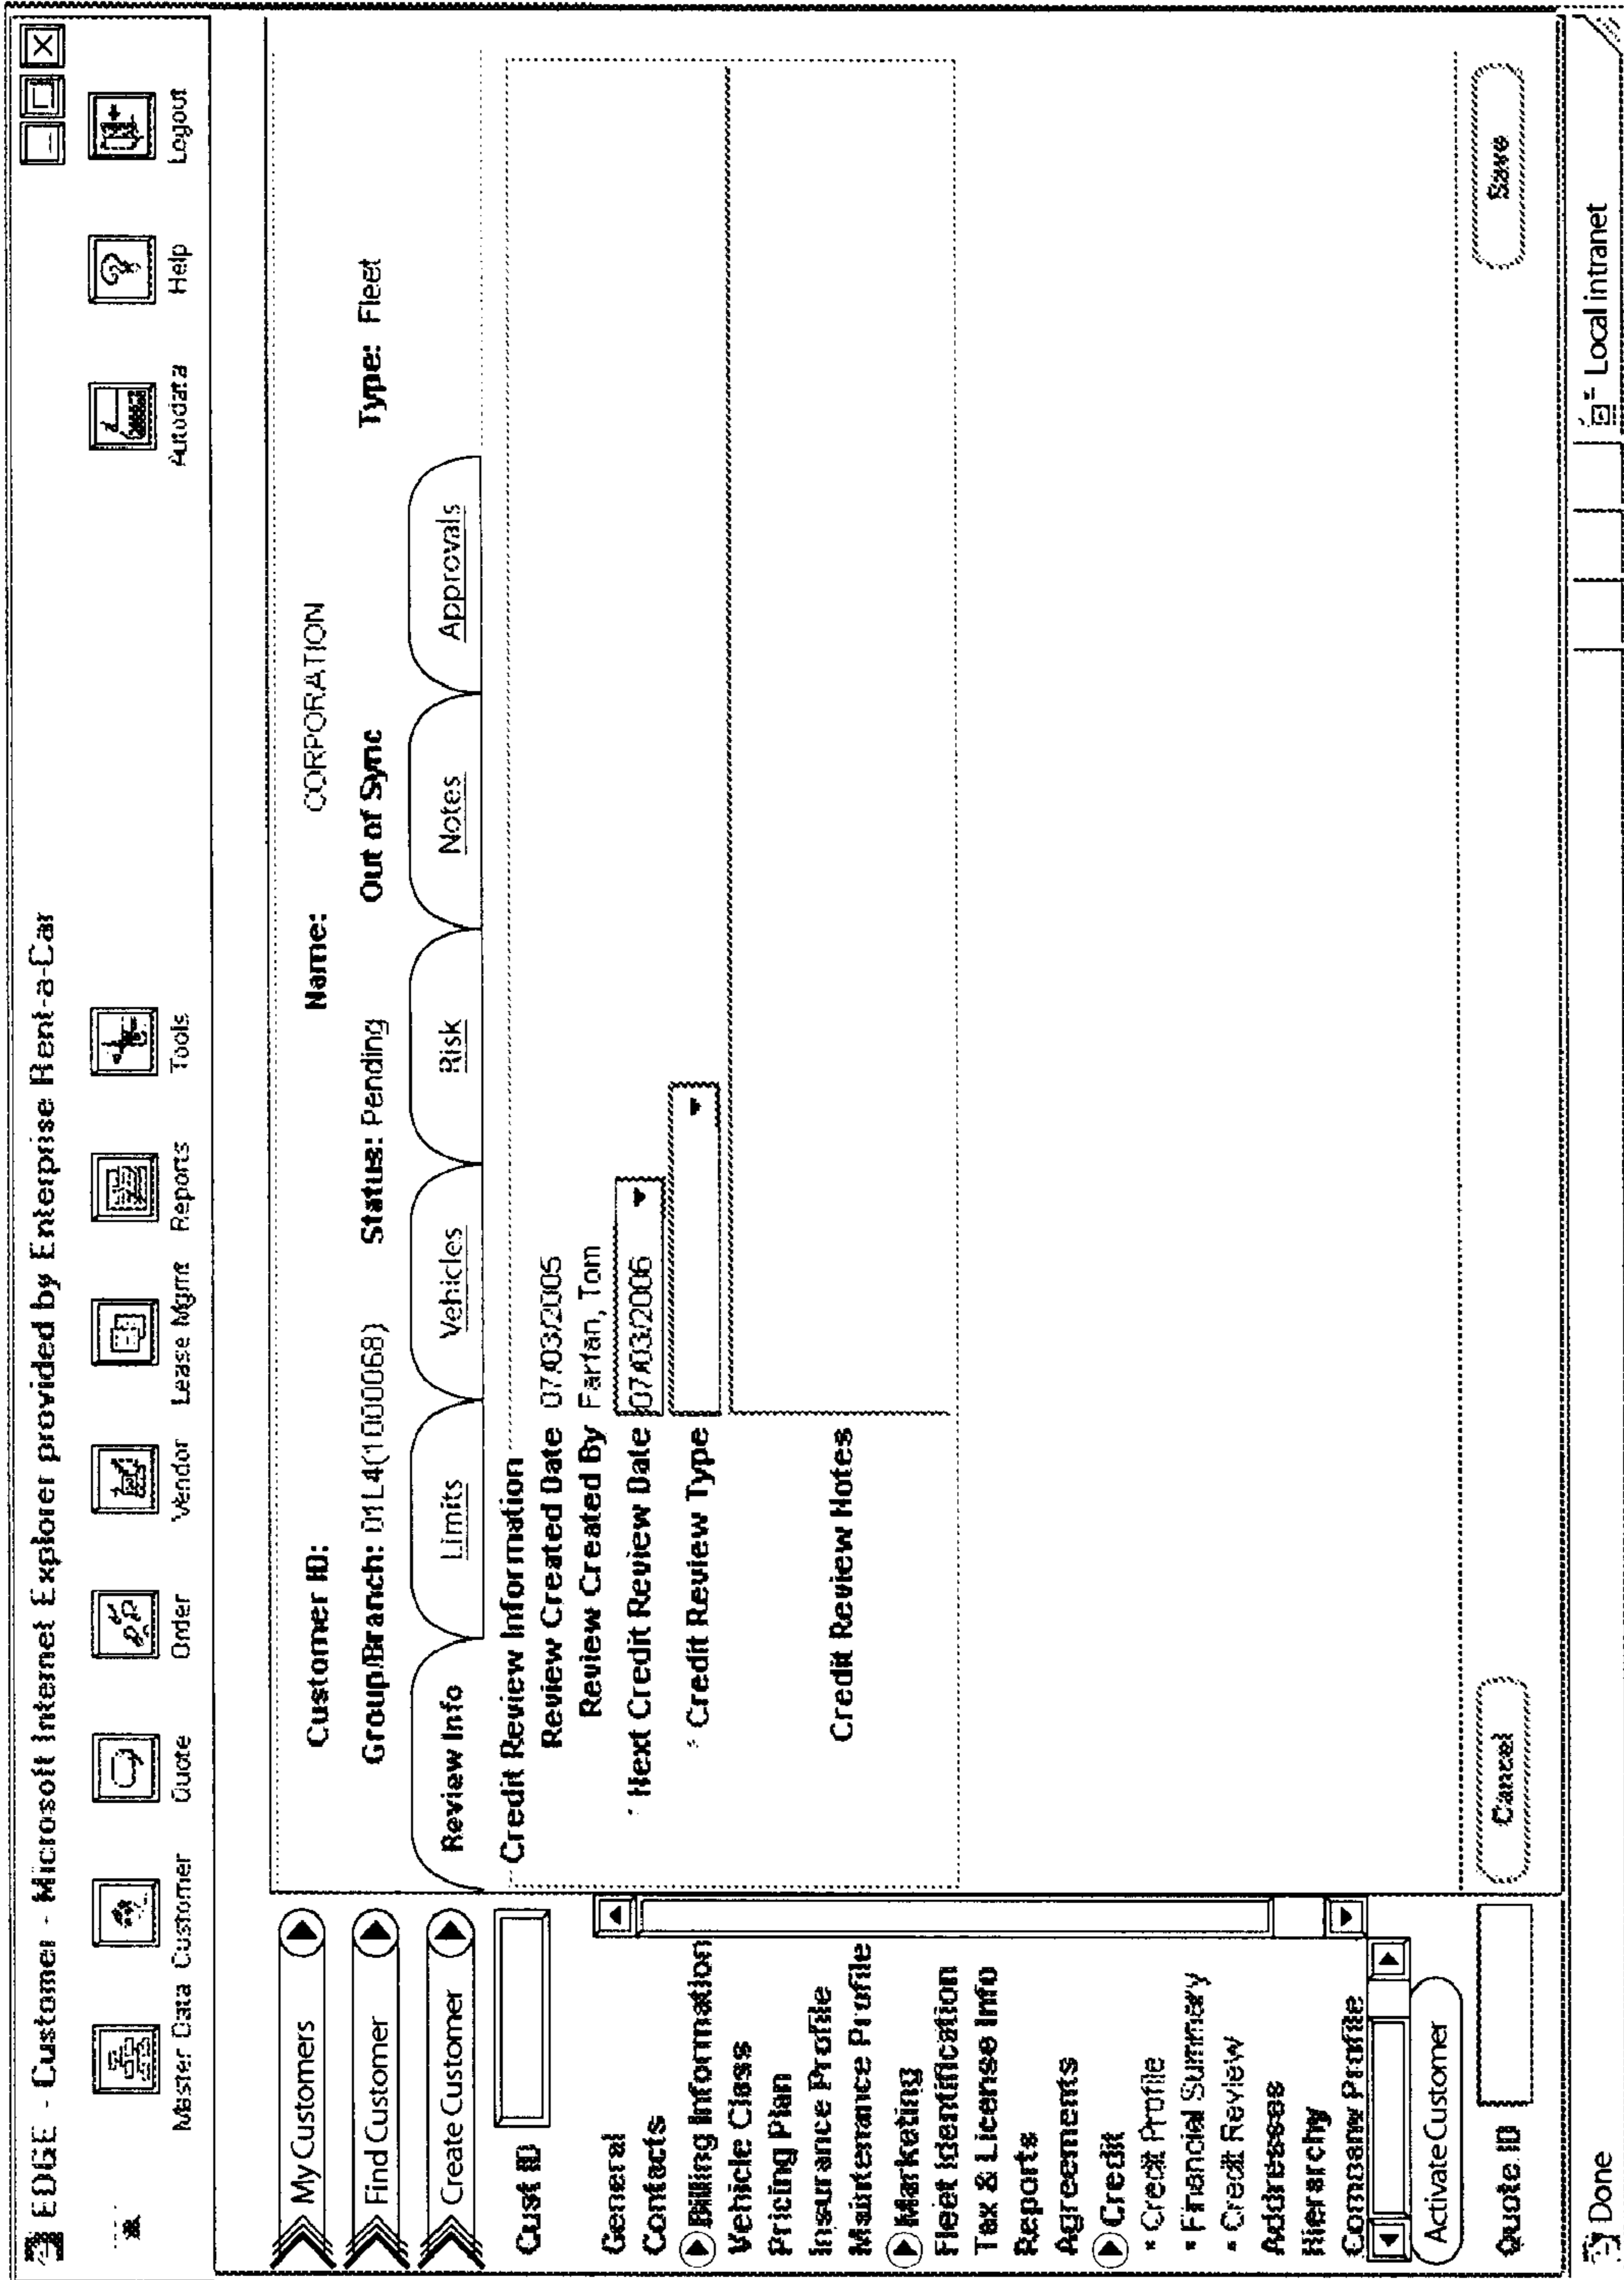 EDGE - Customer - Microsoft Internet Explorer provided by Enterprise Rent-a-Car
Master Data Customer Quote Order Vendor Lease Mgmt Reports Tools Autodata Help Logout
My Customers
Find Customer
Create Customer
Cust ID
General
Contacts
Billing Information
Vehicle Class
Pricing Plan
Insurance Profile
Maintenance Profile
Marketing
Fleet Identification
Tax & License Info
Reports
Agreements
Credit
• Credit Profile
• Financial Summary
• Credit Review
Addresses
Hierarchy
Company Profile
Activate Customer
Quote ID
Customer ID: Name: CORPORATION
Group/Branch: 01L4(1000068) Status: Pending Out of Sync Type: Fleet
Review Info Limits Vehicles Risk Notes Approvals
Credit Review Information
Review Created Date 07/03/2005
Review Created By Farfan, Tom
* Next Credit Review Date 07/03/2006
* Credit Review Type
Credit Review Notes
Cancel Save
Done Local intranet